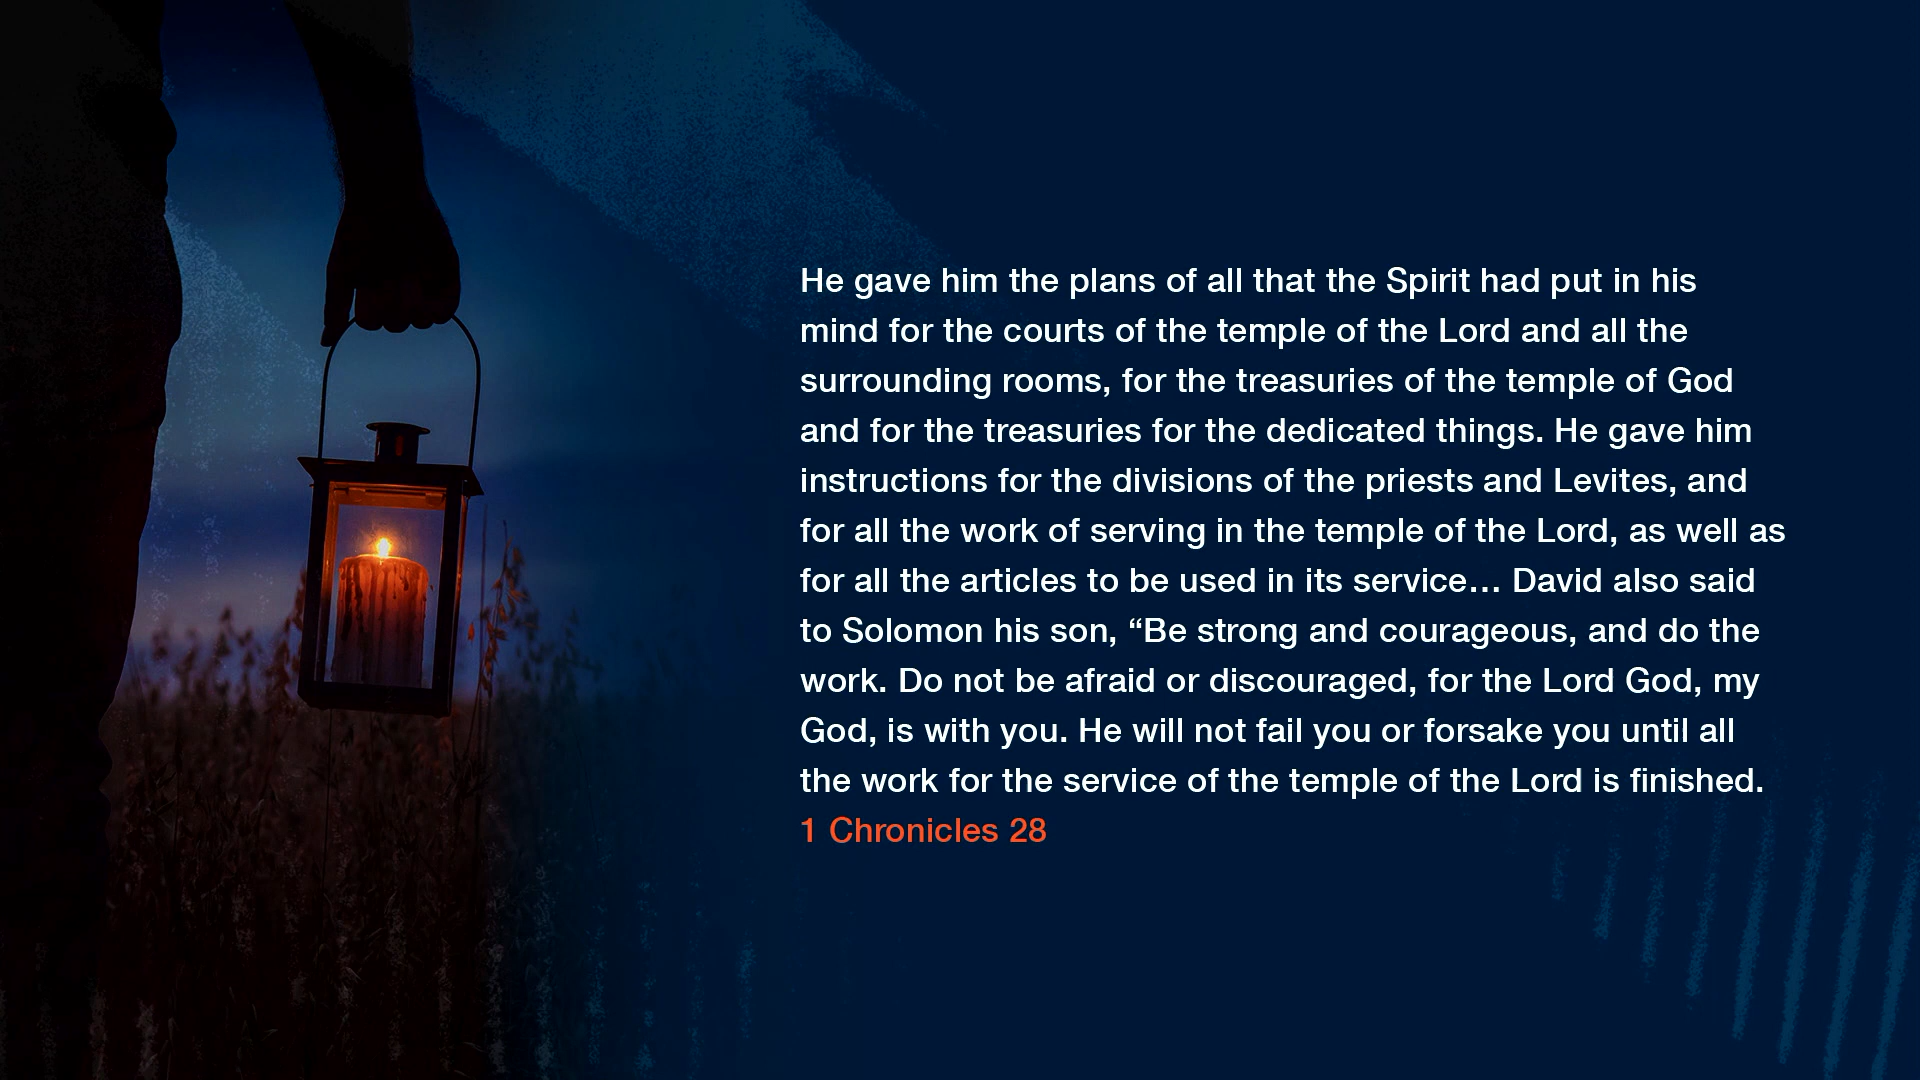 He gave him the plans of all that the Spirit had put in his
mind for the courts of the temple of the Lord and all the
surrounding rooms, for the treasuries of the temple of God
and for the treasuries for the dedicated things. He gave him
instructions for the divisions of the priests and Levites, and
for all the work of serving in the temple of the Lord, as well as
for all the articles to be used in its service… David also said
to Solomon his son, “Be strong and courageous, and do the
work. Do not be afraid or discouraged, for the Lord God, my
God, is with you. He will not fail you or forsake you until all
the work for the service of the temple of the Lord is finished.
1 Chronicles 28